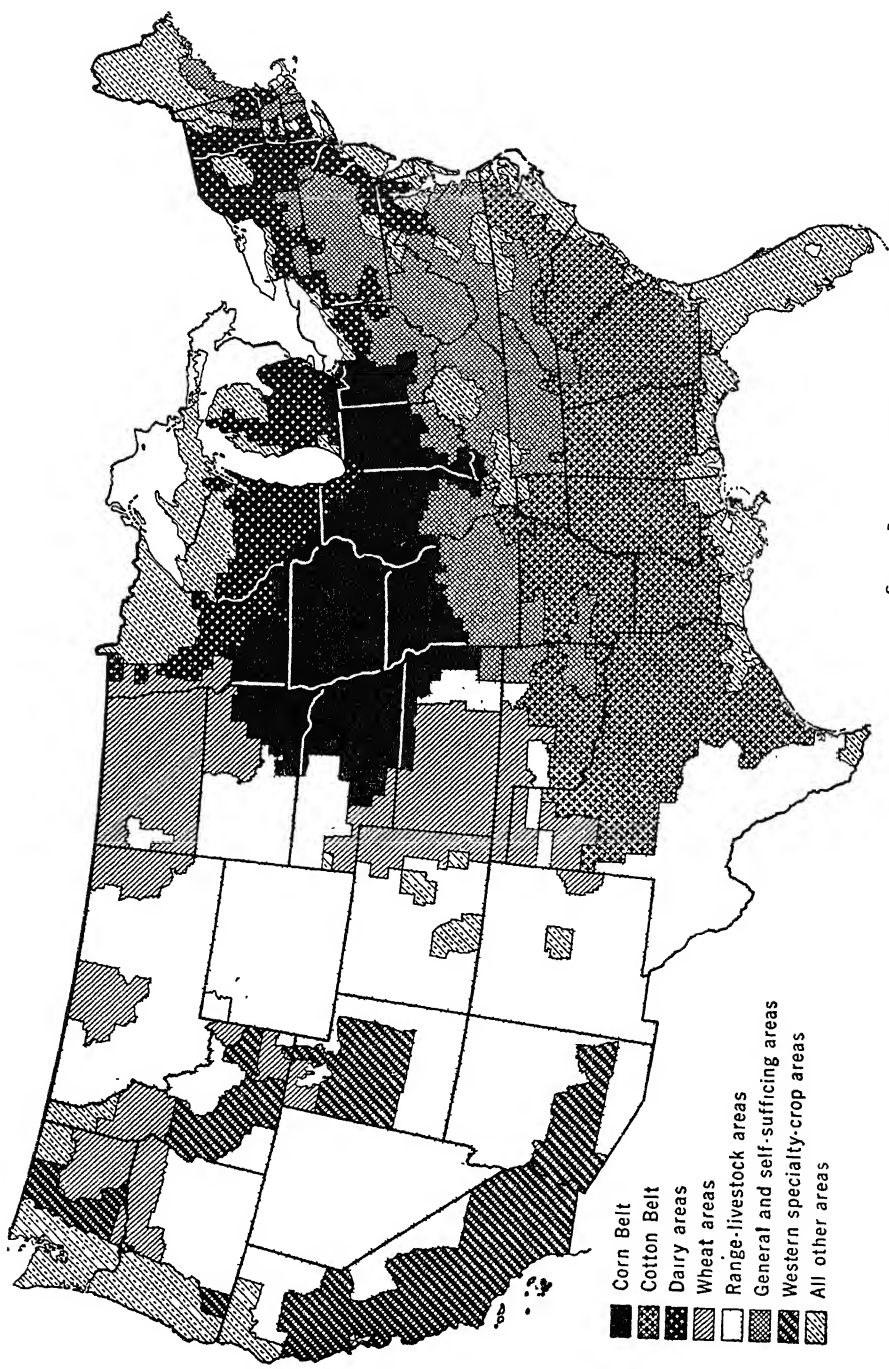 Corn Belt
Cotton Belt
Dairy areas
Wheat areas
Range-livestock areas
General and self-sufficing areas
Western specialty-crop areas
All other areas